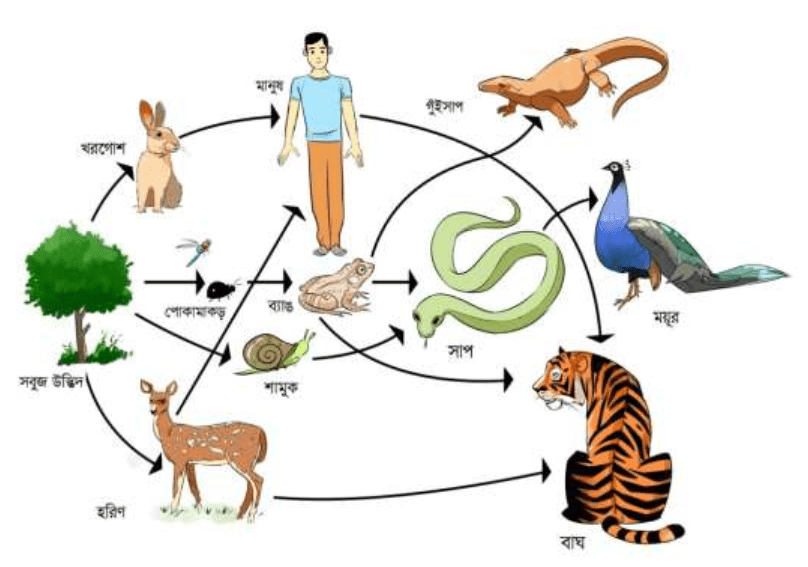 মানুষ
গুঁইসাপ
খরগোশ
পোকামাকড়
ব্যাঙ
ময়ূর
সাপ
সবুজ উদ্ভিদ
শামুক
হরিণ
বাঘ